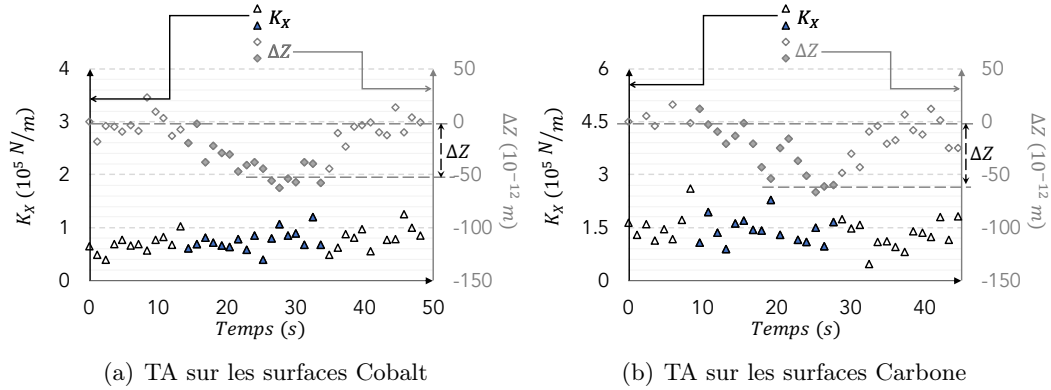 K_X
ΔZ
4
3
2
1
0
K_X (10^5 N/m)
50
0
−50
−100
−150
ΔZ (10^−12 m)
ΔZ
0 10 20 30 40 50
Temps (s)
(a) TA sur les surfaces Cobalt
K_X
ΔZ
6
4.5
3
1.5
0
K_X (10^5 N/m)
50
0
−50
−100
−150
ΔZ (10^−12 m)
ΔZ
0 10 20 30 40
Temps (s)
(b) TA sur les surfaces Carbone